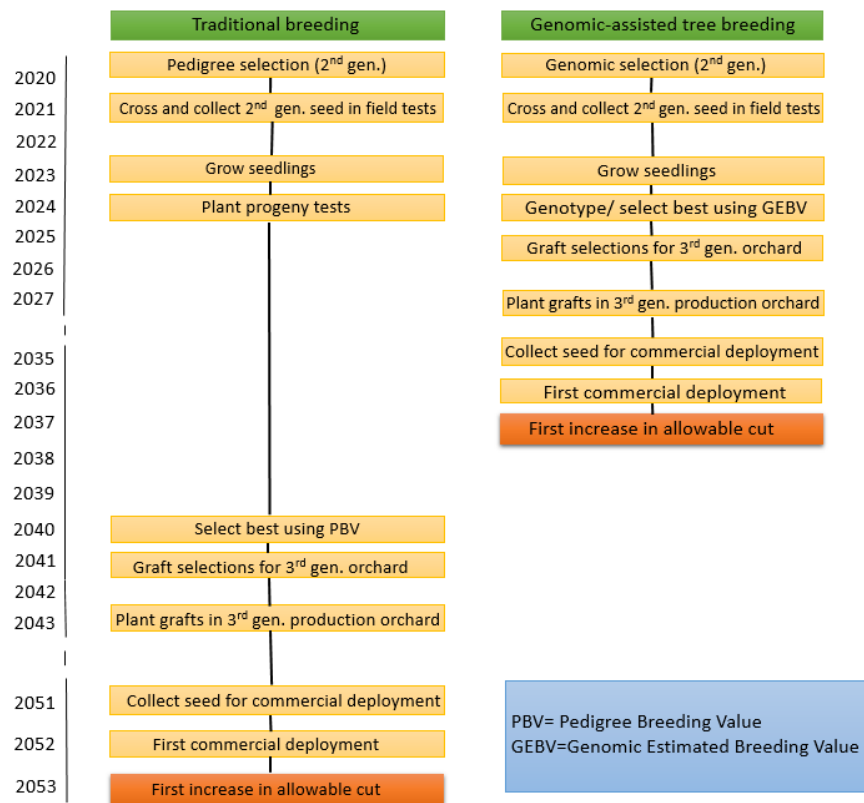 Traditional breeding
Genomic-assisted tree breeding
2020
2021
2022
2023
2024
2025
2026
2027
2035
2036
2037
2038
2039
2040
2041
2042
2043
2051
2052
2053
Pedigree selection (2nd gen.)
Cross and collect 2nd gen. seed in field tests
Grow seedlings
Plant progeny tests
Select best using PBV
Graft selections for 3rd gen. orchard
Plant grafts in 3rd gen. production orchard
Collect seed for commercial deployment
First commercial deployment
First increase in allowable cut
Genomic selection (2nd gen.)
Cross and collect 2nd gen. seed in field tests
Grow seedlings
Genotype/ select best using GEBV
Graft selections for 3rd gen. orchard
Plant grafts in 3rd gen. production orchard
Collect seed for commercial deployment
First commercial deployment
First increase in allowable cut
PBV= Pedigree Breeding Value
GEBV=Genomic Estimated Breeding Value